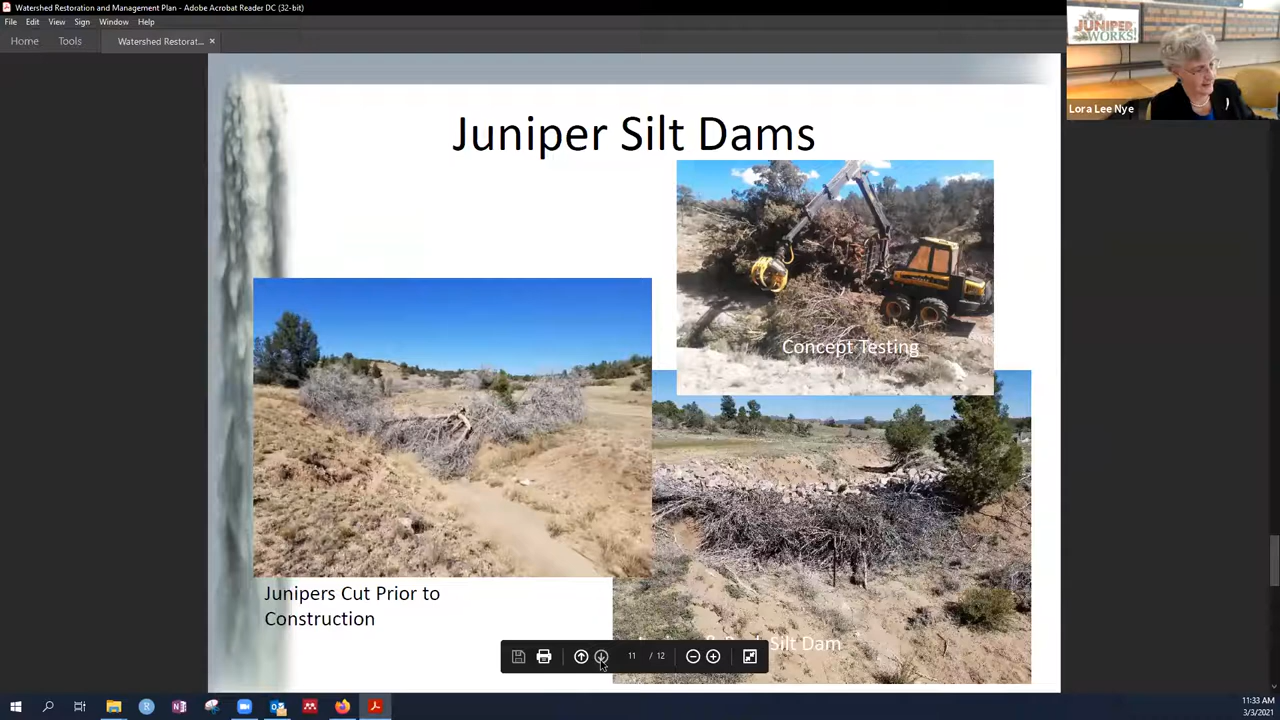 Watershed Restoration and Management Plan - Adobe Acrobat Reader DC (32-bit)
File Edit View Sign Window Help
Home Tools Watershed Restorat... ×
JUNIPER
WORKS!
Lora Lee Nye
Juniper Silt Dams
Concept Testing
Junipers Cut Prior to
Construction
Silt Dam
11 / 12
11:33 AM
3/3/2021